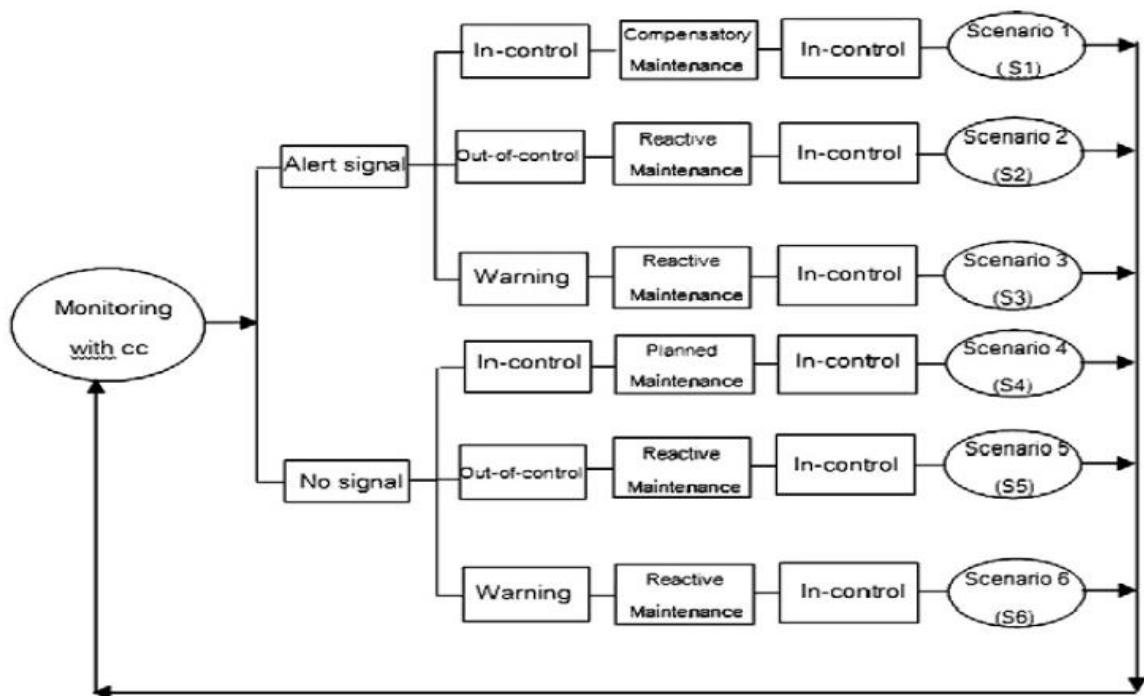 Monitoring
with cc
Alert signal
No signal
In-control
Compensatory
Maintenance
In-control
Scenario 1
( S1)
Out-of-control
Reactive
Maintenance
In-control
Scenario 2
(S2)
Warning
Reactive
Maintenance
In-control
Scenario 3
(S3)
In-control
Planned
Maintenance
In-control
Scenario 4
(S4)
Out-of-control
Reactive
Maintenance
In-control
Scenario 5
(S5)
Warning
Reactive
Maintenance
In-control
Scenario 6
(S6)